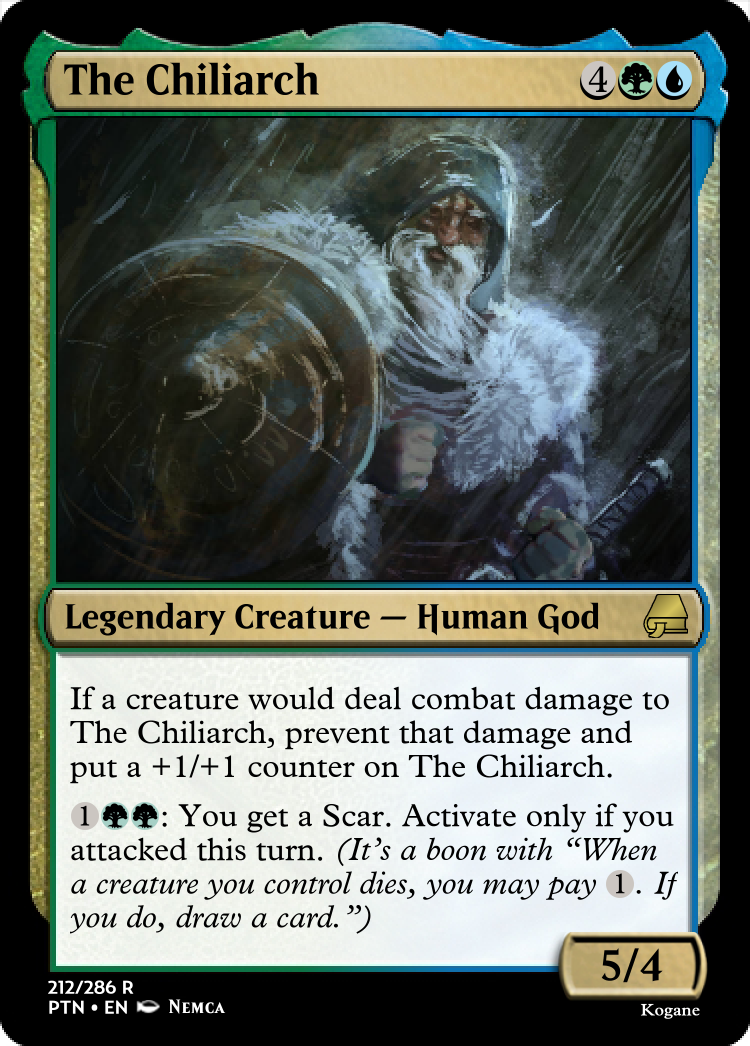 The Chiliarch 4
Legendary Creature — Human God
If a creature would deal combat damage to
The Chiliarch, prevent that damage and
put a +1/+1 counter on The Chiliarch.
1 : You get a Scar. Activate only if you
attacked this turn. (It's a boon with “When
a creature you control dies, you may pay 1. If
you do, draw a card.”)
5/4
212/286 R
PTN • EN Nemca
Kogane